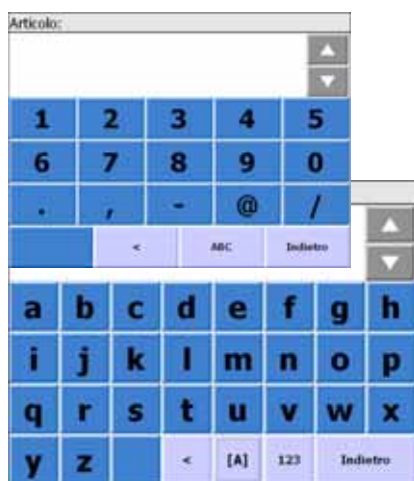 Articolo:
1 2 3 4 5
6 7 8 9 0
. , - @ /
< ABC Indietro
a b c d e f g h
i j k l m n o p
q r s t u v w x
y z < [A] 123 Indietro